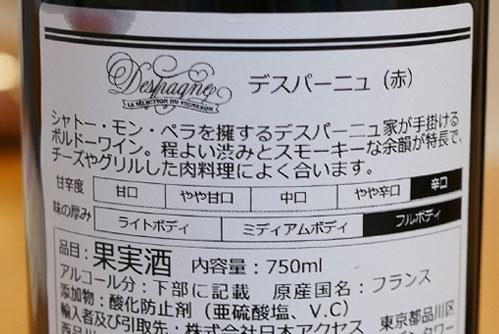 Despagne
LA SÉLECTION DU VIGNERON
デスパーニュ（赤）
シャトー・モン・ペラを擁するデスパーニュ家が手掛ける
ボルドーワイン。程よい渋みとスモーキーな余韻が特長で、
チーズやグリルした肉料理によく合います。
甘辛度 甘口 やや甘口 中口 やや辛口 辛口
味の厚み ライトボディ ミディアムボディ フルボディ
品目：果実酒 内容量：750ml
アルコール分：下部に記載 原産国名：フランス
添加物：酸化防止剤（亜硫酸塩、V.C）
輸入者及び引取先：株式会社日本アクセス 東京都品川区